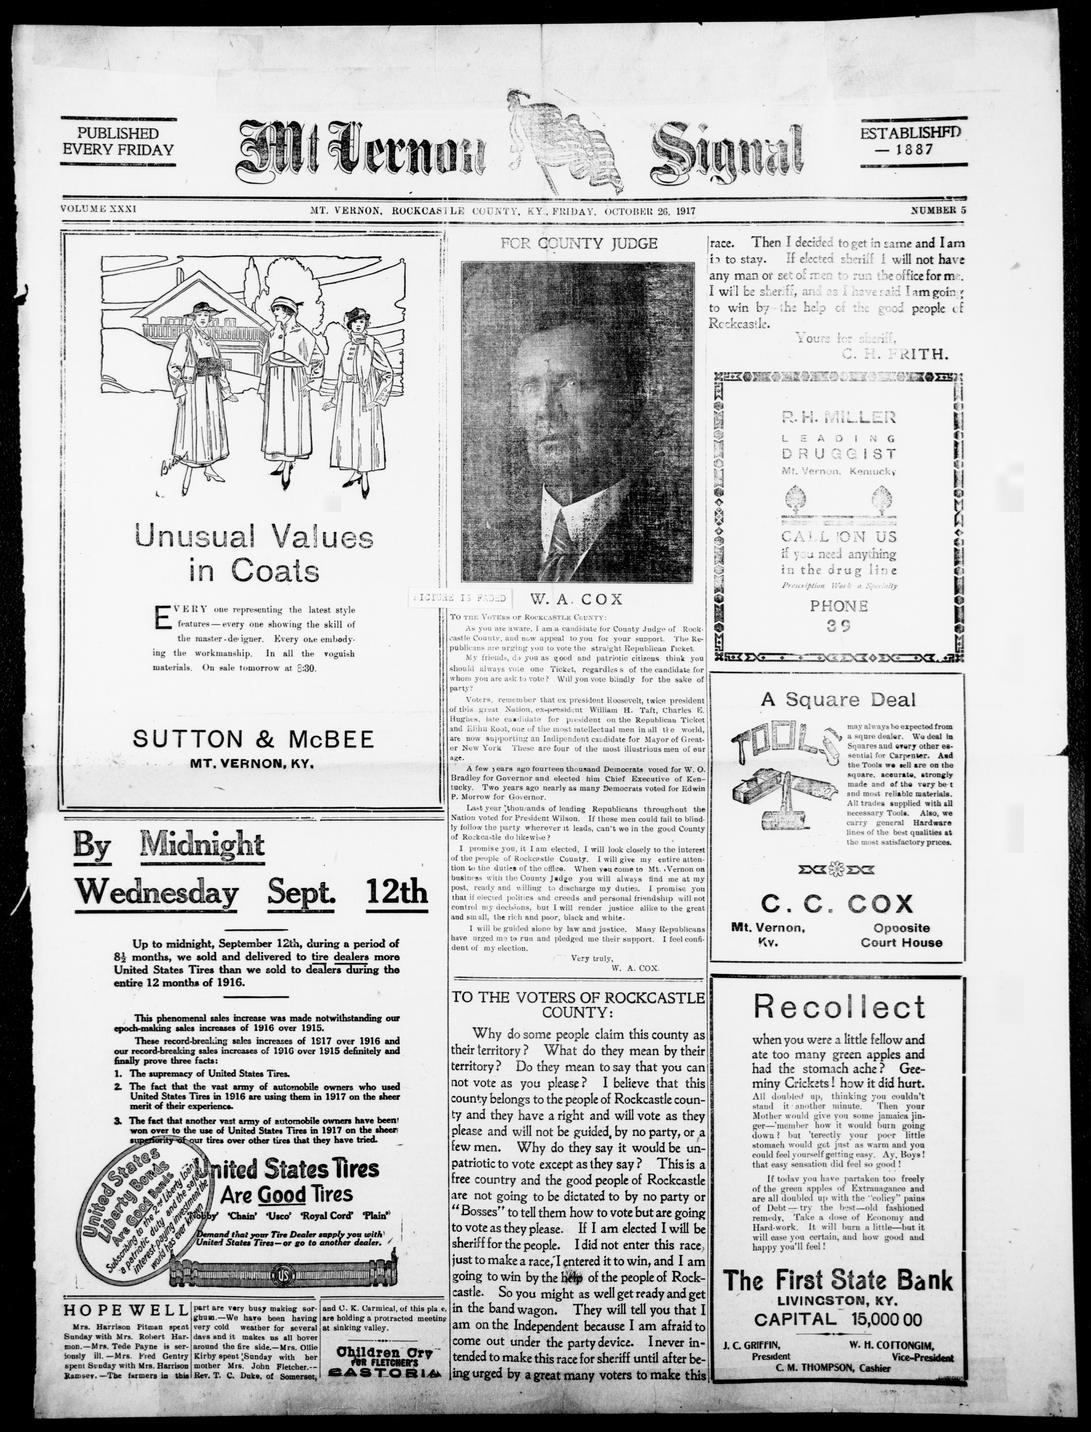 PUBLISHED
EVERY FRIDAY
Mt Vernon Signal
ESTABLISHED
— 1887
VOLUME XXXI
MT. VERNON, ROCKCASTLE COUNTY, KY., FRIDAY, OCTOBER 26, 1917
NUMBER 5
Unusual Values
in Coats
EVERY one representing the latest style
features—every one showing the skill of
the master-designer. Every one embody-
ing the workmanship. In all the voguish
materials. On sale tomorrow at 8:30.
SUTTON & McBEE
MT. VERNON, KY.
By Midnight
Wednesday Sept. 12th
Up to midnight, September 12th, during a period of
8½ months, we sold and delivered to tire dealers more
United States Tires than we sold to dealers during the
entire 12 months of 1916.
This phenomenal sales increase was made notwithstanding our
epoch-making sales increases of 1916 over 1915.
These record-breaking sales increases of 1917 over 1916 and
our record-breaking sales increases of 1916 over 1915 definitely and
finally prove three facts:
1. The supremacy of United States Tires.
2. The fact that the vast army of automobile owners who used
United States Tires in 1916 are using them in 1917 on the sheer
merit of their experience.
3. The fact that another vast army of automobile owners have been
won over to the use of United States Tires in 1917 on the sheer
superiority of our tires over other tires that they have tried.
United States
Liberty Bonds
Are Good Bonds
Subscribing to the 2nd Liberty Loan
a patriotic duty and the safest
interest-paying investment the
world has ever known
United States Tires
Are Good Tires
'Nobby' 'Chain' 'Usco' 'Royal Cord' 'Plain'
Demand that your Tire Dealer supply you with
United States Tires—or go to another dealer.
US
HOPEWELL
Mrs. Harrison Pitman spent
Sunday with Mrs. Robert Har-
mon.—Mrs. Tede Payne is ser-
iously ill.—Mrs. Fred Gentry
spent Sunday with Mrs. Harrison
Ramsey.—The farmers in this
part are very busy making sor-
ghum.—We have been having
very cold weather for several
days and it makes us all hover
around the fire side.—Mrs. Ollie
Kirby spent Sunday with her
mother Mrs. John Fletcher.—
Rev. T. C. Duke, of Somerset,
and C. K. Carmical, of this place,
are holding a protracted meeting
at sinking valley.
Children Cry
FOR FLETCHER'S
CASTORIA
FOR COUNTY JUDGE
PICTURE IS FADED
W. A. COX
TO THE VOTERS OF ROCKCASTLE COUNTY:
As you are aware, I am a candidate for County Judge of Rock-
castle County, and now appeal to you for your support. The Re-
publicans are urging you to vote the straight Republican Ticket.
My friends, do you as good and patriotic citizens think you
should always vote one Ticket, regardless of the candidate for
whom you are ask to vote? Will you vote blindly for the sake of
party?
Voters, remember that ex president Roosevelt, twice president
of this great Nation, ex-president William H. Taft, Charles E.
Hughes, late candidate for president on the Republican Ticket
and Elihu Root, one of the most intellectual men in all the world,
are now supporting an Indipendent candidate for Mayor of Great-
er New York These are four of the most illustrious men of our
age.
A few years ago fourteen thousand Democrats voted for W. O.
Bradley for Governor and elected him Chief Executive of Ken-
tucky. Two years ago nearly as many Democrats voted for Edwin
P. Morrow for Governor.
Last year thousands of leading Republicans throughout the
Nation voted for President Wilson. If these men could fail to blind-
ly follow the party wherever it leads, can't we in the good County
of Rockcastle do likewise?
I promise you, it I am elected, I will look closely to the interest
of the people of Rockcastle County. I will give my entire atten-
tion to the duties of the office. When you come to Mt. Vernon on
business with the County Judge you will always find me at my
post, ready and willing to discharge my duties. I promise you
that if elected politics and creeds and personal friendship will not
control my decisions, but I will render justice alike to the great
and small, the rich and poor, black and white.
I will be guided alone by law and justice. Many Republicans
have urged me to run and pledged me their support. I feel confi-
dent of my election.
Very truly,
W. A. COX.
TO THE VOTERS OF ROCKCASTLE
COUNTY:
Why do some people claim this county as
their territory? What do they mean by their
territory? Do they mean to say that you can
not vote as you please? I believe that this
county belongs to the people of Rockcastle coun-
ty and they have a right and will vote as they
please and will not be guided, by no party, or a
few men. Why do they say it would be un-
patriotic to vote except as they say? This is a
free country and the good people of Rockcastle
are not going to be dictated to by no party or
"Bosses" to tell them how to vote but are going
to vote as they please. If I am elected I will be
sheriff for the people. I did not enter this race
just to make a race, I entered it to win, and I am
going to win by the help of the people of Rock-
castle. So you might as well get ready and get
in the band wagon. They will tell you that I
am on the Independent because I am afraid to
come out under the party device. I never in-
tended to make this race for sheriff until after be-
ing urged by a great many voters to make this
race. Then I decided to get in same and I am
in to stay. If elected sheriff I will not have
any man or set of men to run the office for me.
I will be sheriff, and as I have said I am going
to win by the help of the good people of
Rockcastle.
Yours for sheriff,
C. H. FRITH.
R. H. MILLER
LEADING
DRUGGIST
Mt. Vernon, Kentucky
CALL ON US
if you need anything
in the drug line
Prescription Work a Specialty
PHONE
39
A Square Deal
TOOLS
may always be expected from
a squre dealer. We deal in
Squares and every other es-
sential for Carpenter. And
the Tools we sell are on the
square, accurate, strongly
made and of the very best
and most reliable materials.
All trades supplied with all
necessary Tools. Also, we
carry general Hardware
lines of the best qualities at
the most satisfactory prices.
C. C. COX
Mt. Vernon,
Ky.
Opposite
Court House
Recollect
when you were a little fellow and
ate too many green apples and
had the stomach ache? Gee-
miny Crickets! how it did hurt.
All doubled up, thinking you couldn't
stand it another minute. Then your
Mother would give you some jamaica jin-
ger—'member how it would burn going
down? but 'terectly your poor little
stomach would get just as warm and you
could feel yourself getting easy. Ay, Boys!
that easy sensation did feel so good!
If today you have partaken too freely
of the green apples of Extranagance and
are all doubled up with the "colicy" pains
of Debt—try the best—old fashioned
remedy, Take a dose of Economy and
Hard-work. It will burn a little—but it
will ease you certain, and how good and
happy you'll feel!
The First State Bank
LIVINGSTON, KY.
CAPITAL 15,000 00
J. C. GRIFFIN,
President
W. H. COTTONGIM,
Vice-President
C. M. THOMPSON, Cashier